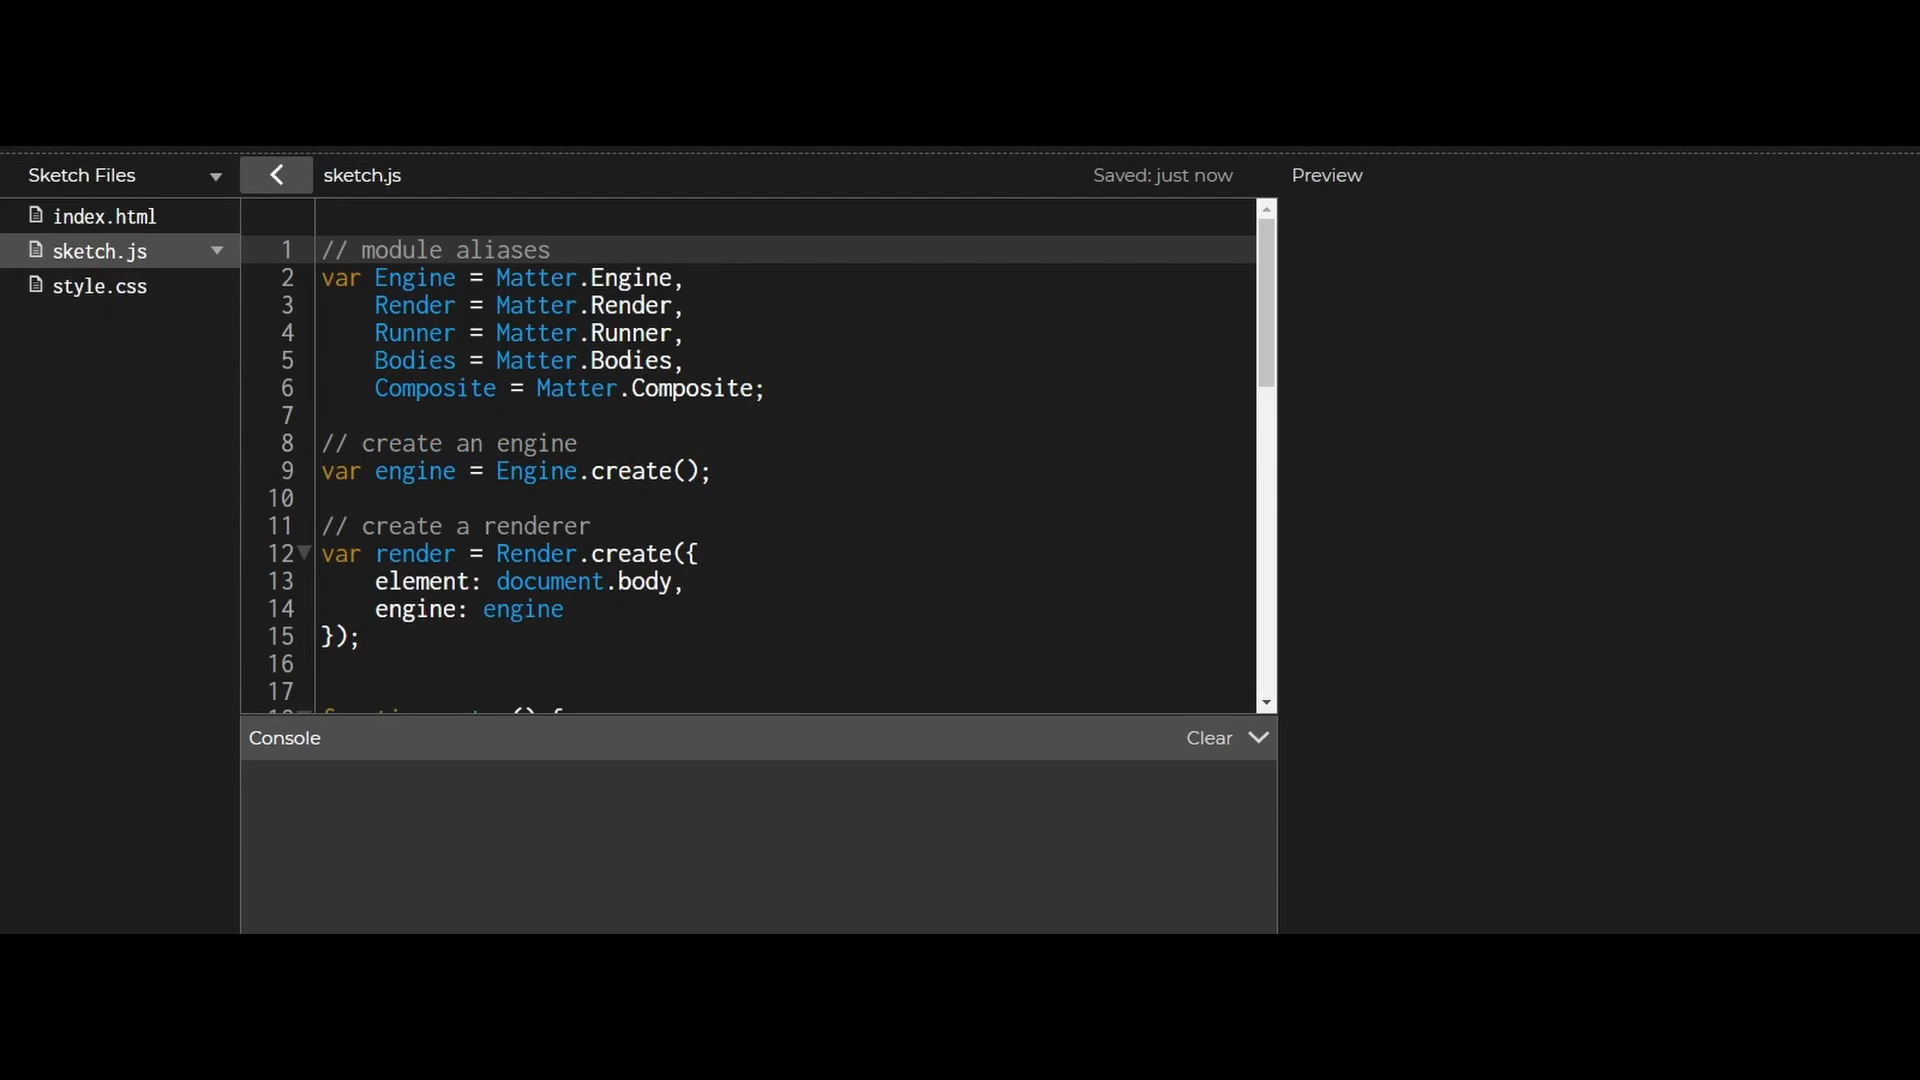 Sketch Files
sketch.js
Saved: just now
Preview
index.html
sketch.js
style.css
1 // module aliases
2 var Engine = Matter.Engine,
3     Render = Matter.Render,
4     Runner = Matter.Runner,
5     Bodies = Matter.Bodies,
6     Composite = Matter.Composite;
7
8 // create an engine
9 var engine = Engine.create();
10
11 // create a renderer
12 var render = Render.create({
13     element: document.body,
14     engine: engine
15 });
16
17
Console
Clear